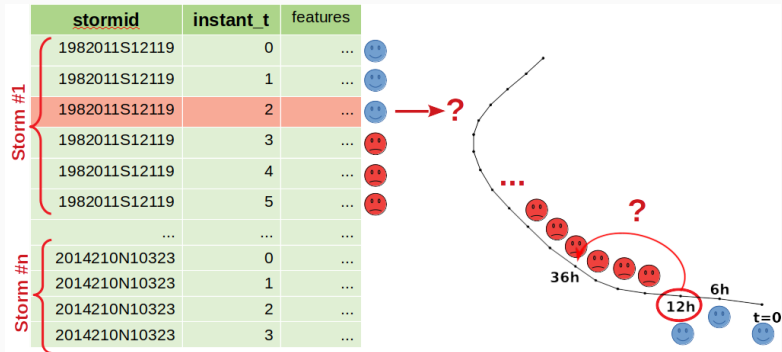 stormid instant_t features
Storm #1
1982011S12119 0 ...
1982011S12119 1 ...
1982011S12119 2 ... ?
1982011S12119 3 ...
1982011S12119 4 ...
1982011S12119 5 ...
... ... ...
Storm #n
2014210N10323 0 ...
2014210N10323 1 ...
2014210N10323 2 ...
2014210N10323 3 ...
...
?
36h
12h
6h
t=0